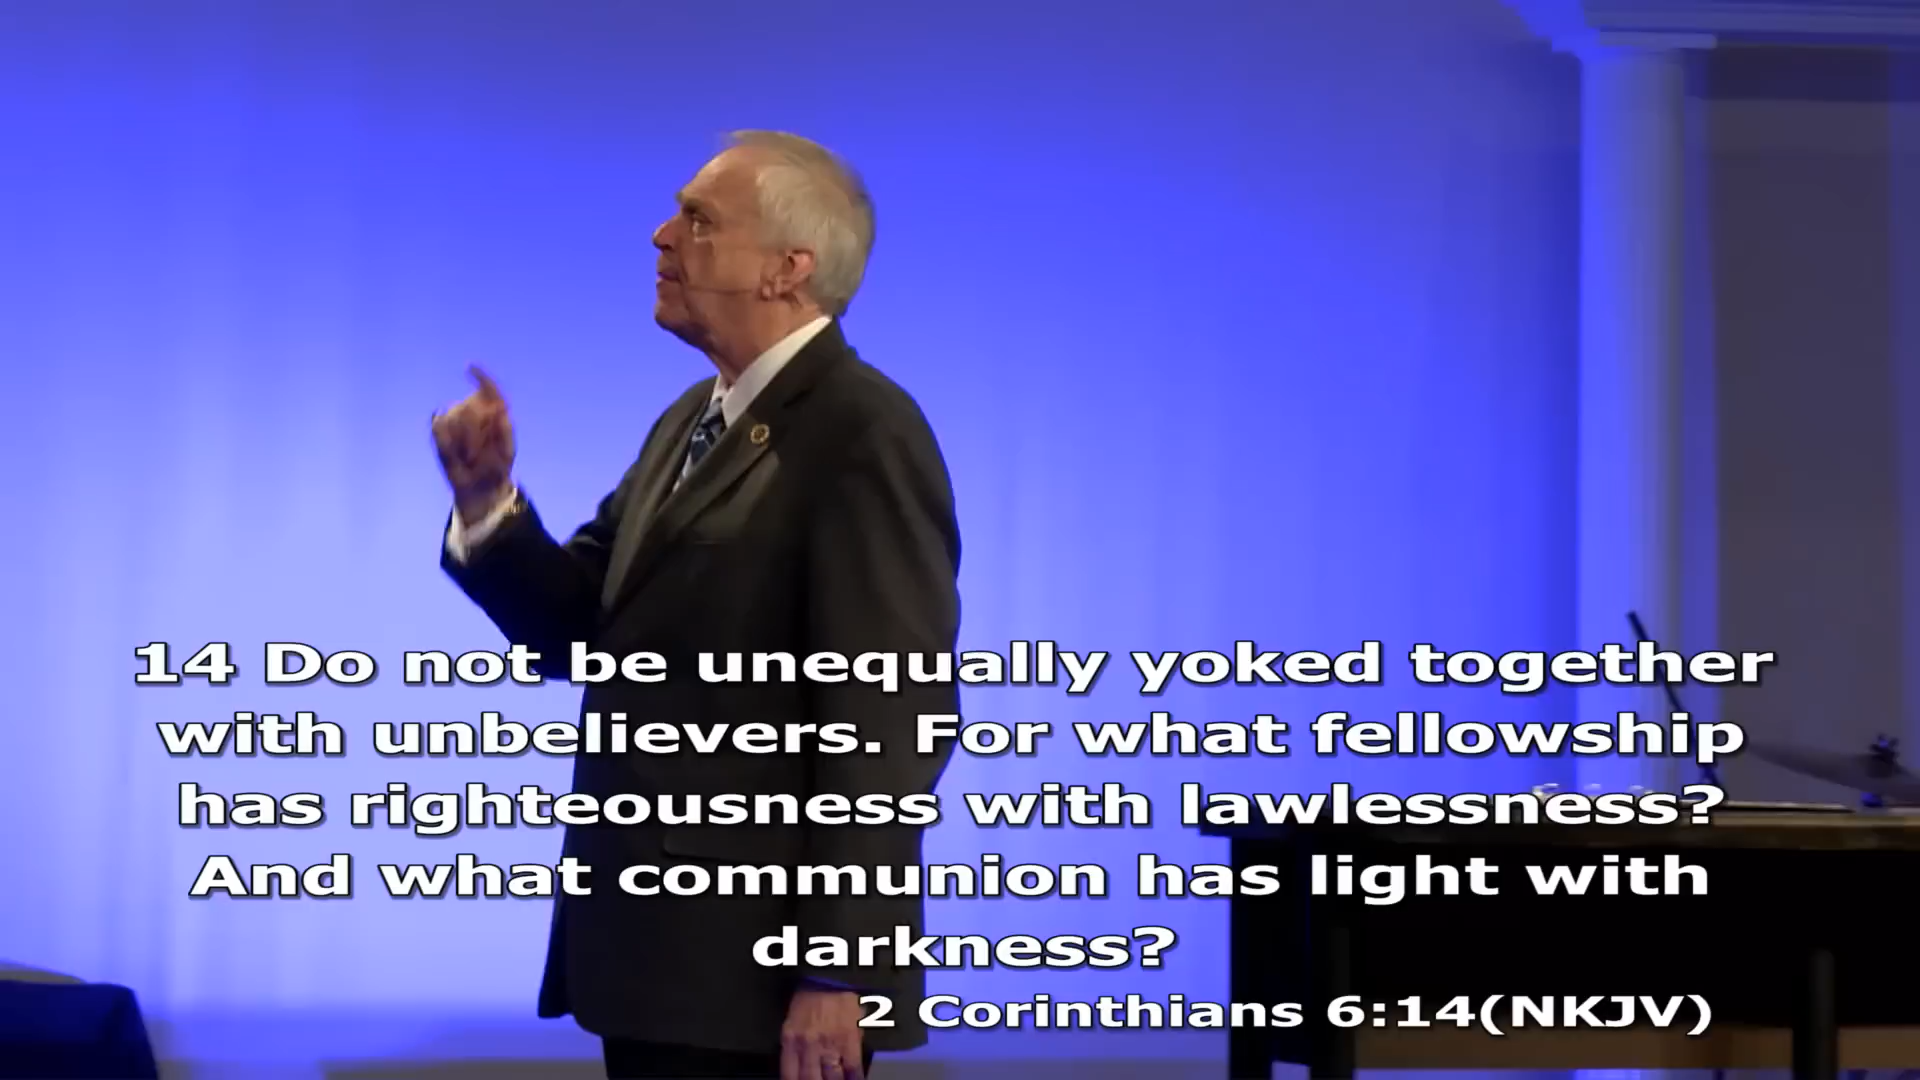 14 Do not be unequally yoked together
with unbelievers. For what fellowship
has righteousness with lawlessness?
And what communion has light with
darkness?
2 Corinthians 6:14(NKJV)